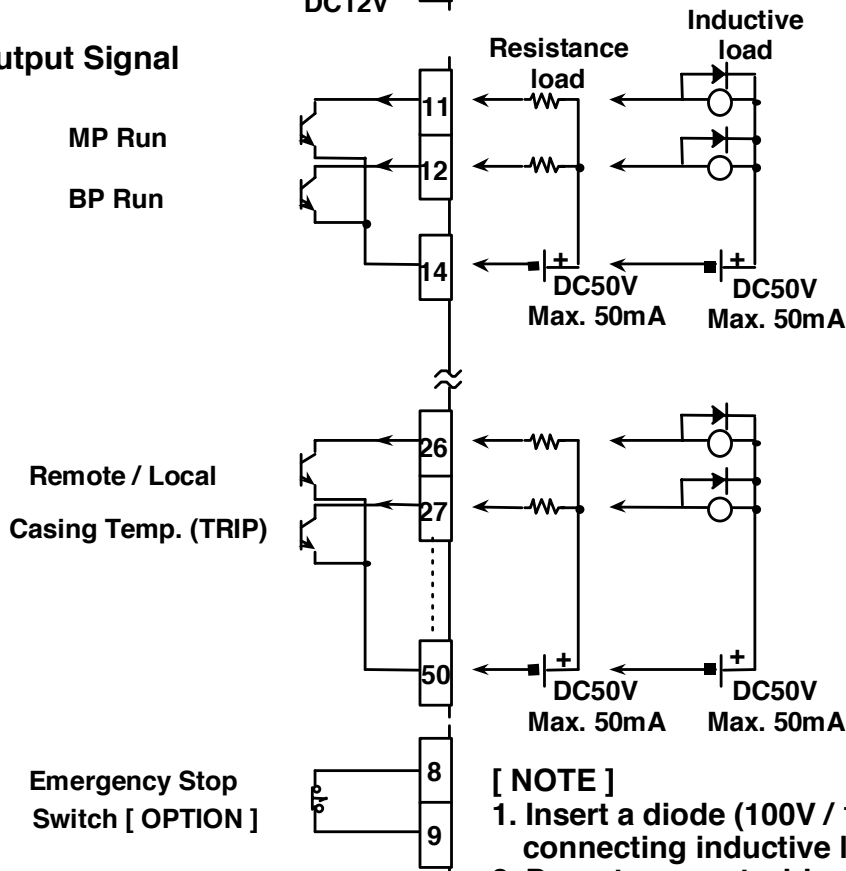 DC12V
utput Signal
Resistance load
Inductive load
MP Run
11
BP Run
12
14
+
DC50V
Max. 50mA
+
DC50V
Max. 50mA
Remote / Local
26
Casing Temp. (TRIP)
27
50
+
DC50V
Max. 50mA
+
DC50V
Max. 50mA
Emergency Stop
Switch [ OPTION ]
8
9
[ NOTE ]
1. Insert a diode (100V /
connecting inductive